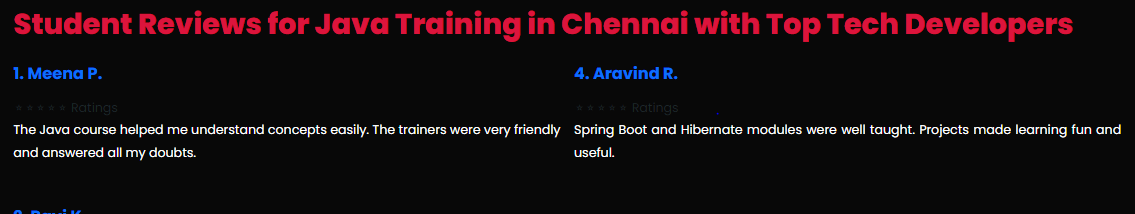 Student Reviews for Java Training in Chennai with Top Tech Developers
1. Meena P.
★★★★★ Ratings
The Java course helped me understand concepts easily. The trainers were very friendly
and answered all my doubts.
4. Aravind R.
★★★★★ Ratings
Spring Boot and Hibernate modules were well taught. Projects made learning fun and
useful.